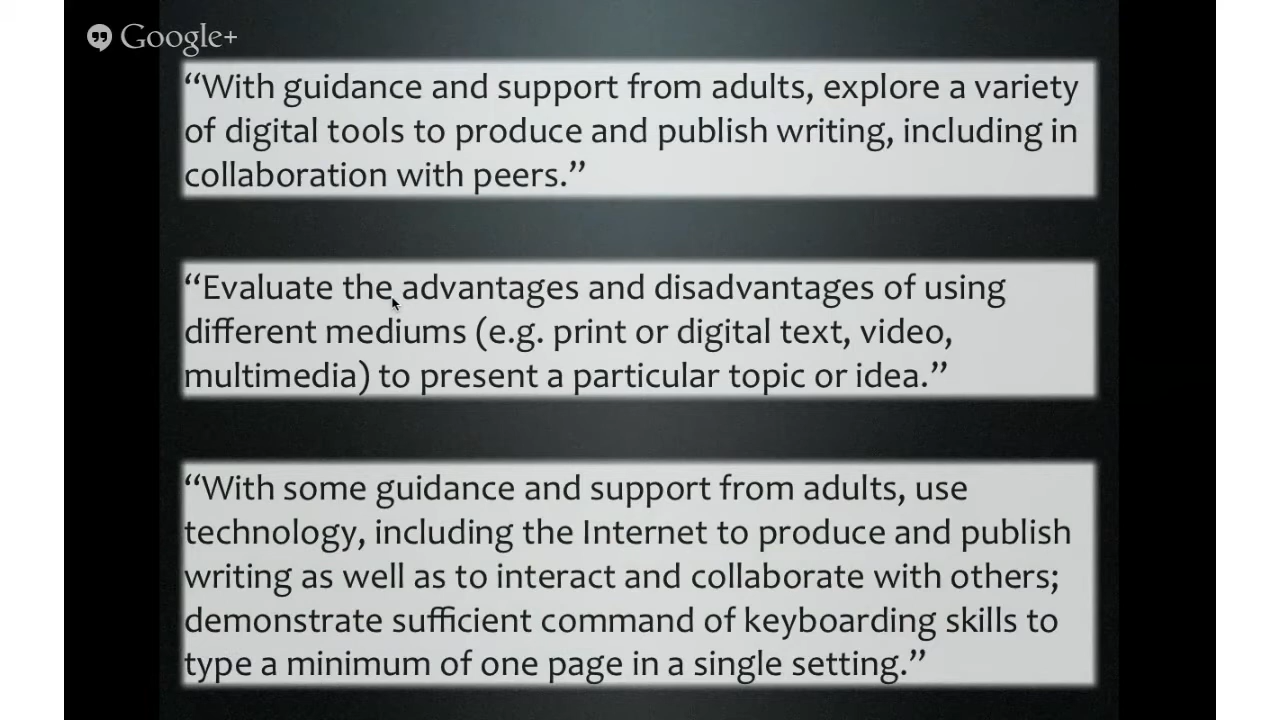 Google+
“With guidance and support from adults, explore a variety
of digital tools to produce and publish writing, including in
collaboration with peers.”
“Evaluate the advantages and disadvantages of using
different mediums (e.g. print or digital text, video,
multimedia) to present a particular topic or idea.”
“With some guidance and support from adults, use
technology, including the Internet to produce and publish
writing as well as to interact and collaborate with others;
demonstrate sufficient command of keyboarding skills to
type a minimum of one page in a single setting.”